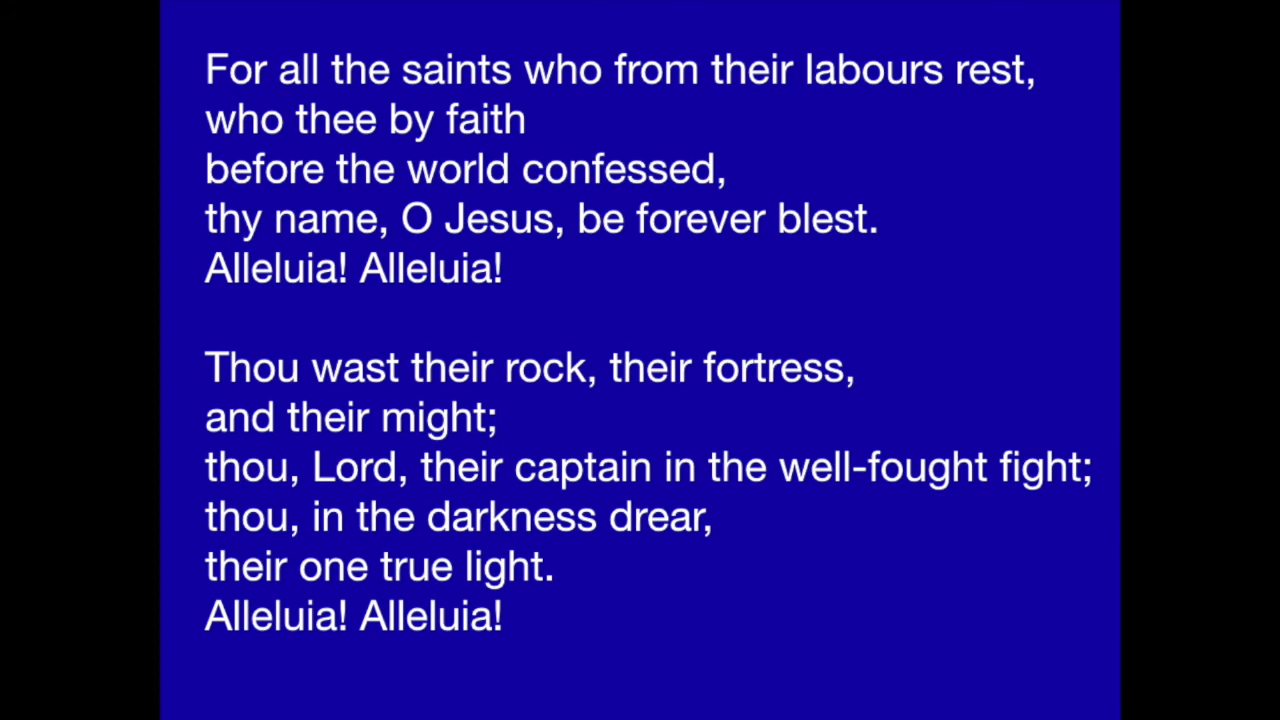 For all the saints who from their labours rest,
who thee by faith
before the world confessed,
thy name, O Jesus, be forever blest.
Alleluia! Alleluia!
Thou wast their rock, their fortress,
and their might;
thou, Lord, their captain in the well-fought fight;
thou, in the darkness drear,
their one true light.
Alleluia! Alleluia!